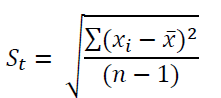 S_t = √(∑(x_i − x̄)² / (n − 1))